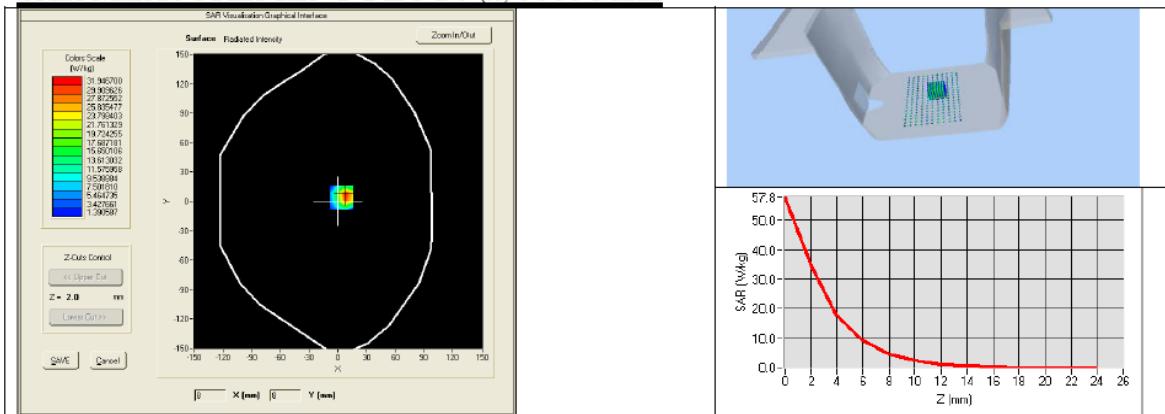 SAR Visualisation Graphical Interface
Surface Radiated Intensity
Zoom In/Out
Colors Scale
(W/kg)
31.946700
29.909626
27.872552
25.835477
23.798403
21.761329
19.724255
17.687181
15.650106
13.613032
11.575958
9.538884
7.501810
5.464735
3.427661
1.390587
150
120
90
60
30
0
-30
-60
-90
-120
-150
Y
-150 -120 -90 -60 -30 0 30 60 90 120 150
X
Z-Cuts Control
<< Upper Cut
Z = 2.0 mm
Lower Cut >>
SAVE Cancel
X (mm) Y (mm)
57.8
50.0
40.0
30.0
20.0
10.0
0.0
SAR (W/kg)
0 2 4 6 8 10 12 14 16 18 20 22 24 26
Z (mm)